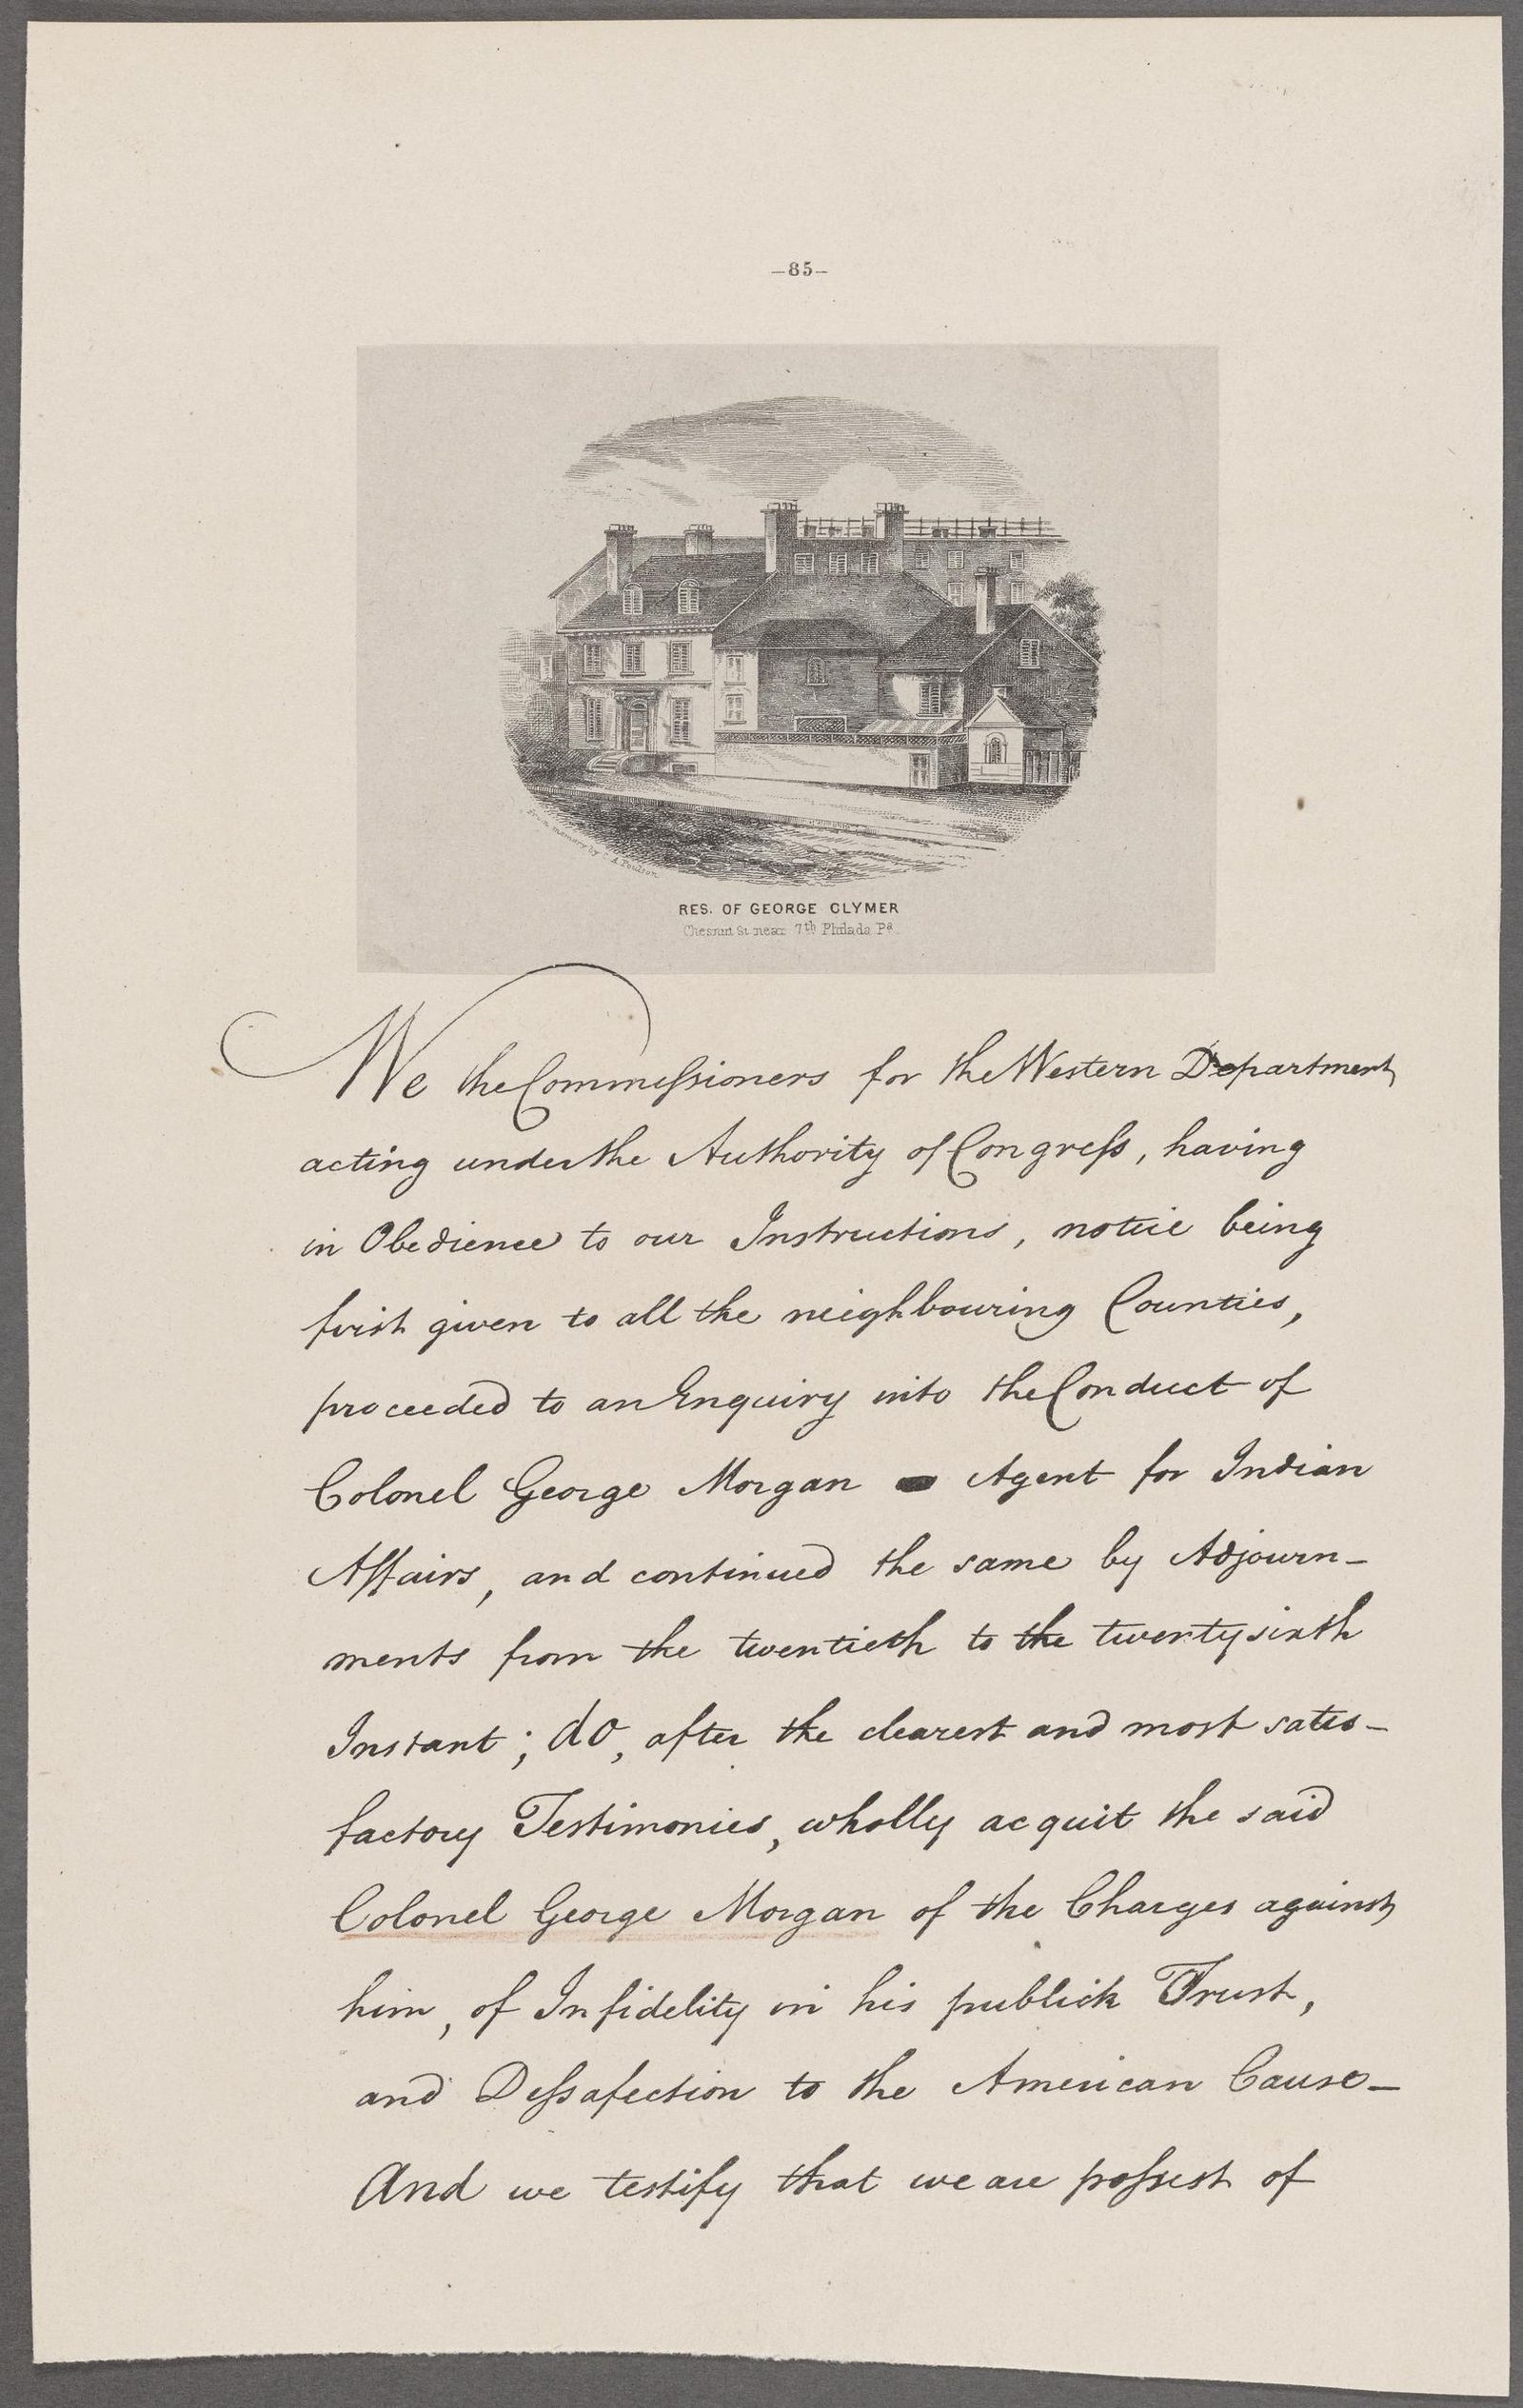 –85–
From memory by A Poulson
RES. OF GEORGE CLYMER
Chesnut St. near 7th Philada Pa.
We the Commissioners for the Western Department
acting under the Authority of Congress, having
in Obedience to our Instructions, notice being
first given to all the neighbouring Counties,
proceeded to an Enquiry into the Conduct of
Colonel George Morgan Agent for Indian
Affairs, and continued the same by Adjourn-
ments from the twentieth to the twenty sixth
Instant; do, after the clearest and most satis-
factory Testimonies, wholly acquit the said
Colonel George Morgan of the Charges against
him, of Infidelity in his publick Trust,
and Dessafection to the American Cause–
And we testify that we are possest of